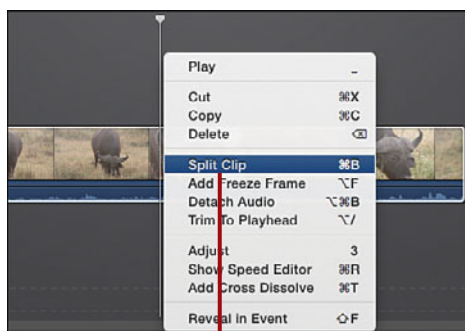 Play _
Cut ⌘X
Copy ⌘C
Delete ⌫
Split Clip ⌘B
Add Freeze Frame ⌥F
Detach Audio ⌥⌘B
Trim To Playhead ⌥/
Adjust 3
Show Speed Editor ⌘R
Add Cross Dissolve ⌘T
Reveal in Event ⇧F